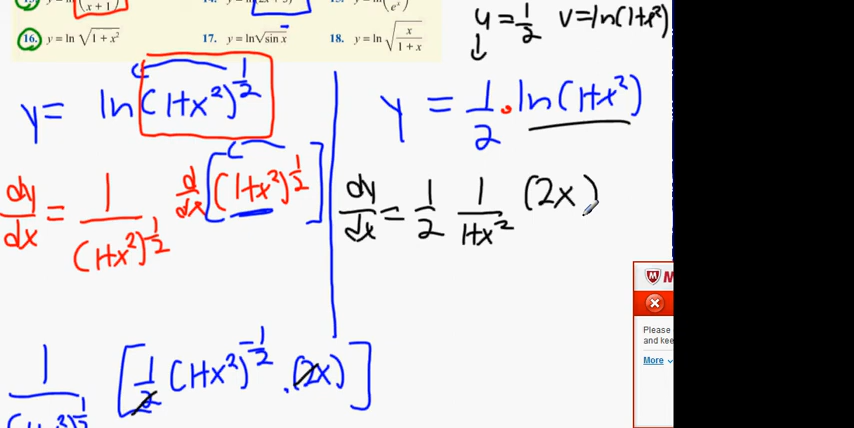 (x + 1) (e^x)
16. y = ln √(1 + x²) 17. y = ln√sin x 18. y = ln √(x/(1 + x))
u = 1/2 v = ln(1+x²)
y = ln (1+x²)^(1/2)
dy/dx = 1/(1+x²)^(1/2) d/dx [(1+x²)^(1/2)]
1 [1/2 (1+x²)^(-1/2) . (2x)]
y = 1/2 · ln(1+x²)
dy/dx = 1/2 1/(1+x²) (2x)
M
Please
and kee
More